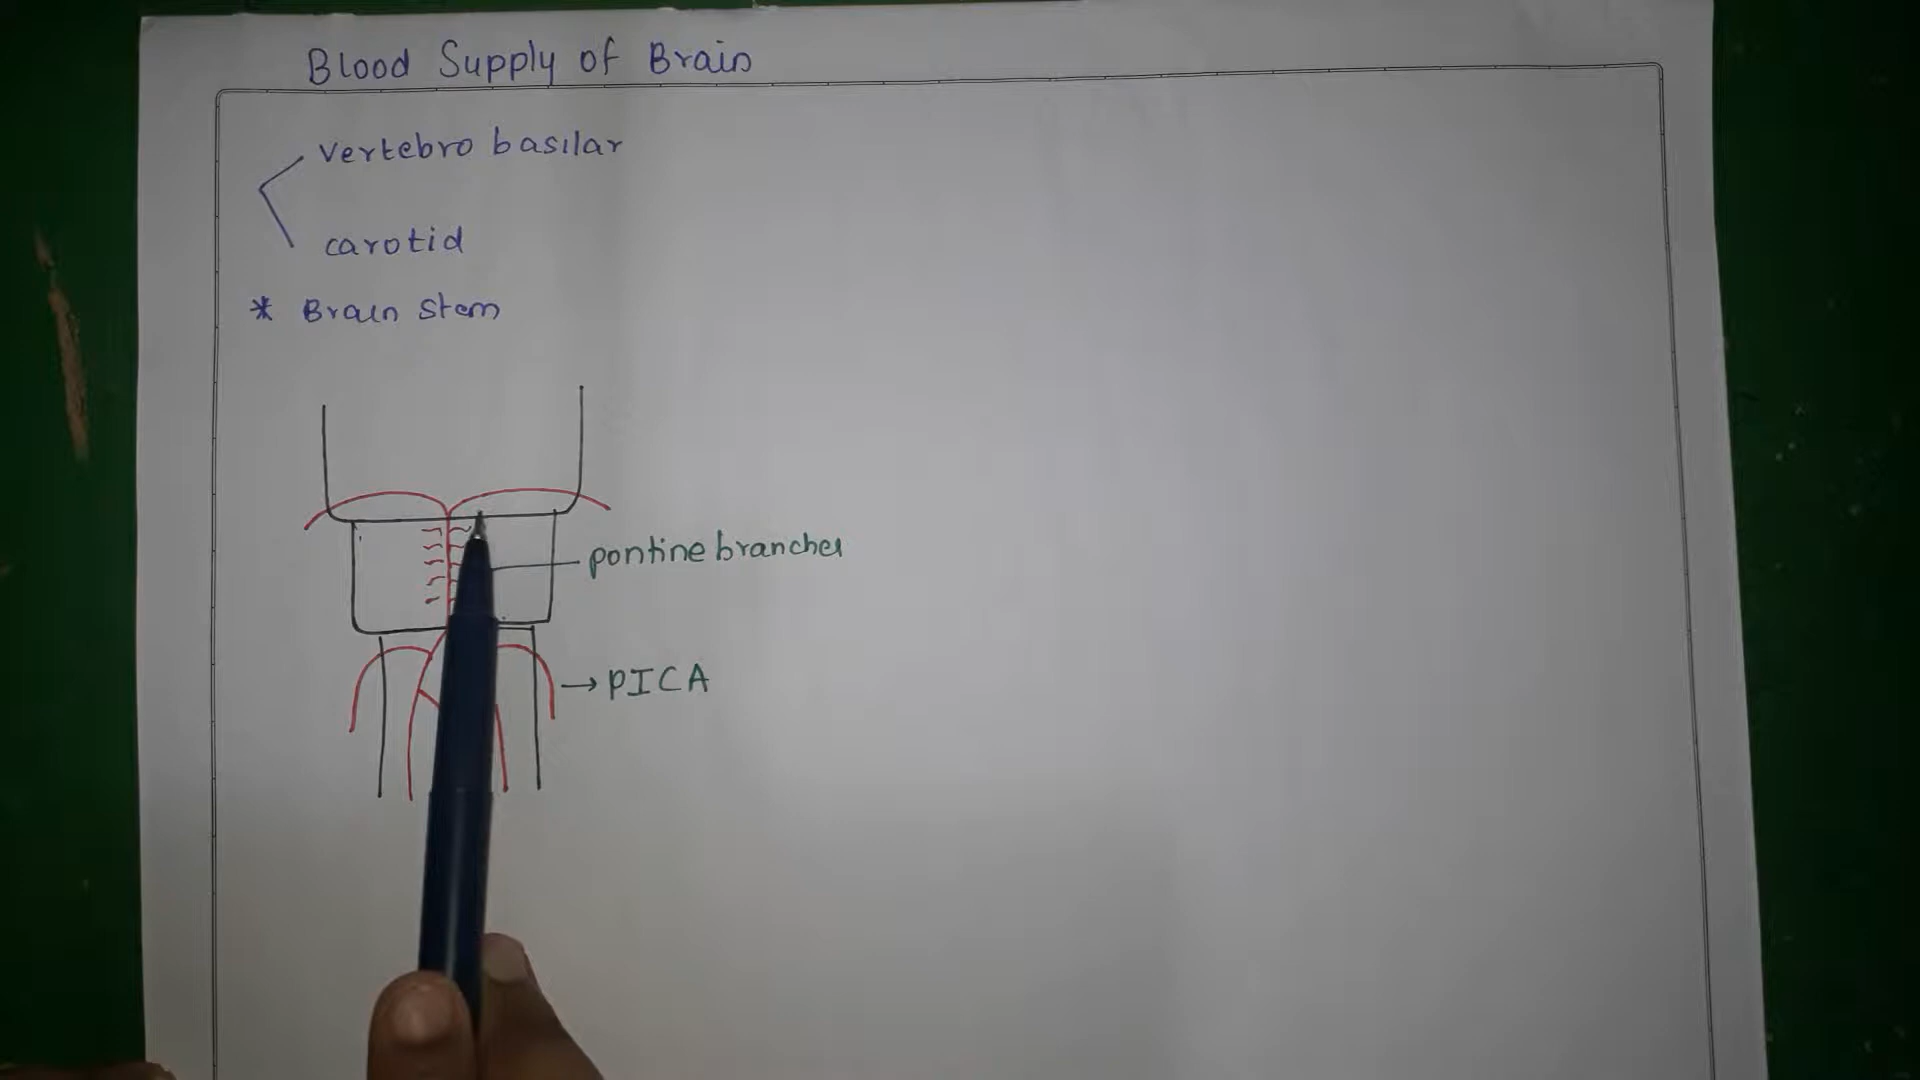 Blood Supply of Brain
Vertebro basilar
carotid
* Brain Stem
pontine branches
→ PICA